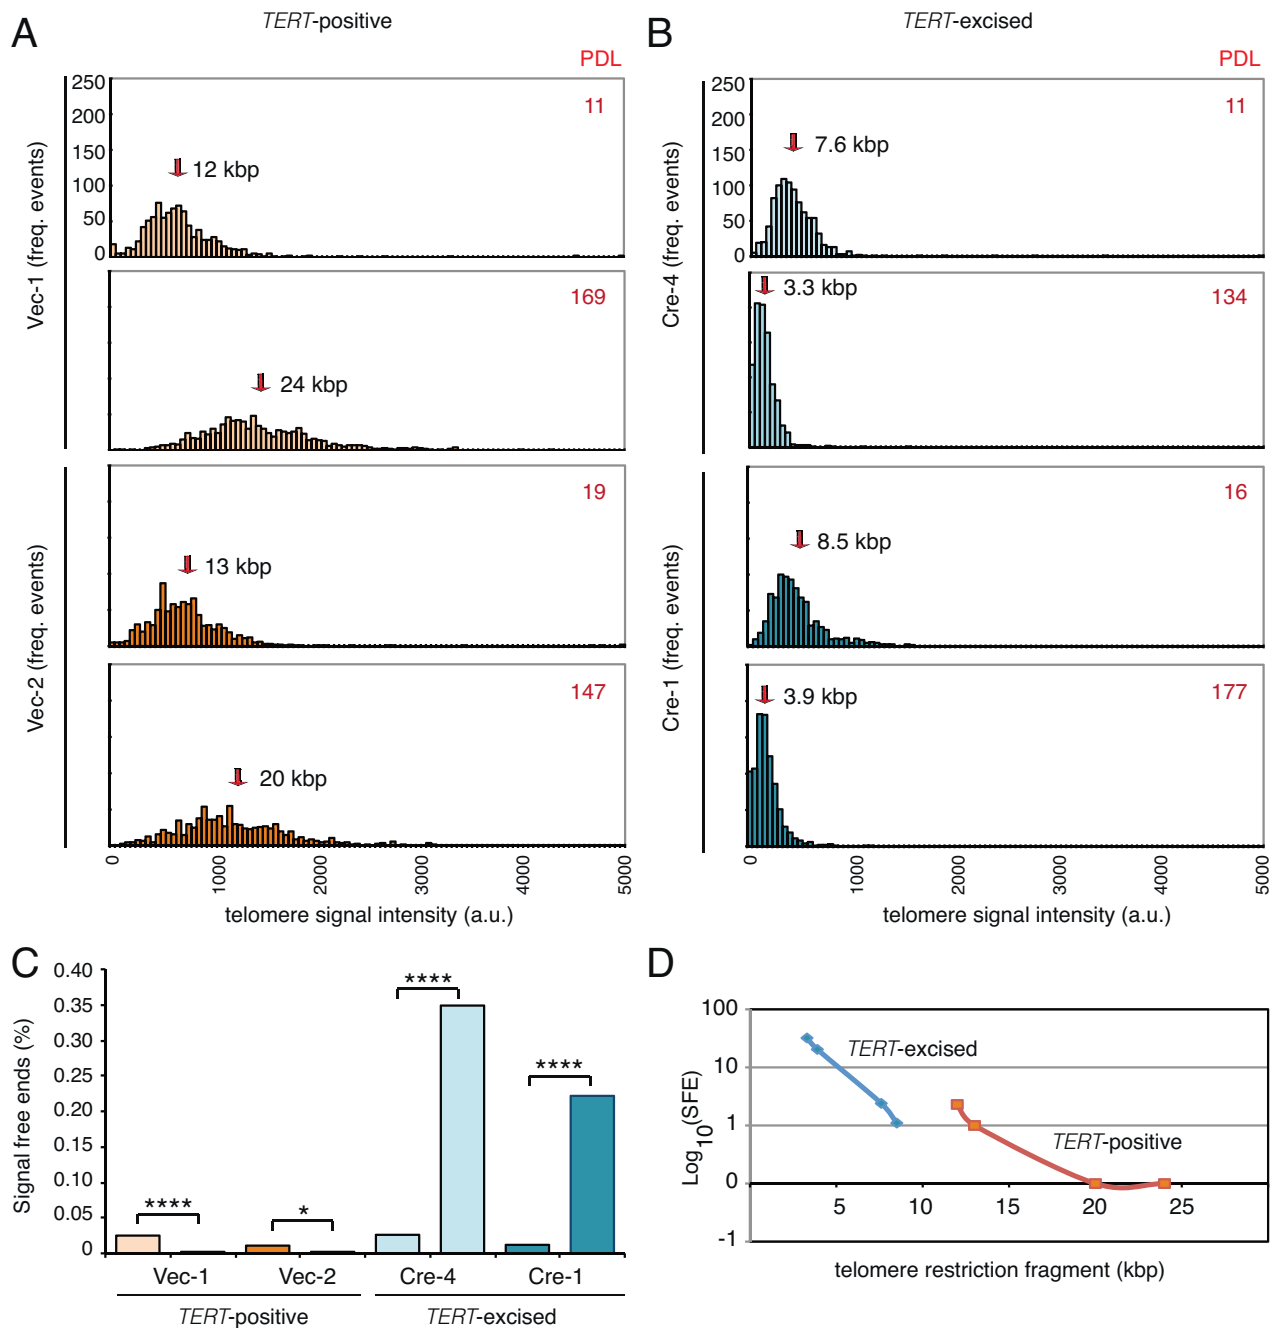 A
TERT-positive
PDL
Vec-1 (freq. events)
250
200
150
100
50
0
11
12 kbp
169
24 kbp
Vec-2 (freq. events)
19
13 kbp
147
20 kbp
0
1000
2000
3000
4000
5000
telomere signal intensity (a.u.)
B
TERT-excised
PDL
Cre-4 (freq. events)
250
200
150
100
50
0
11
7.6 kbp
134
3.3 kbp
Cre-1 (freq. events)
16
8.5 kbp
177
3.9 kbp
0
1000
2000
3000
4000
5000
telomere signal intensity (a.u.)
C
Signal free ends (%)
0.40
0.35
0.30
0.25
0.20
0.15
0.10
0.05
0
****
*
****
****
Vec-1 Vec-2 Cre-4 Cre-1
TERT-positive TERT-excised
D
Log10(SFE)
100
10
1
0
-1
TERT-excised
TERT-positive
5 10 15 20 25
telomere restriction fragment (kbp)